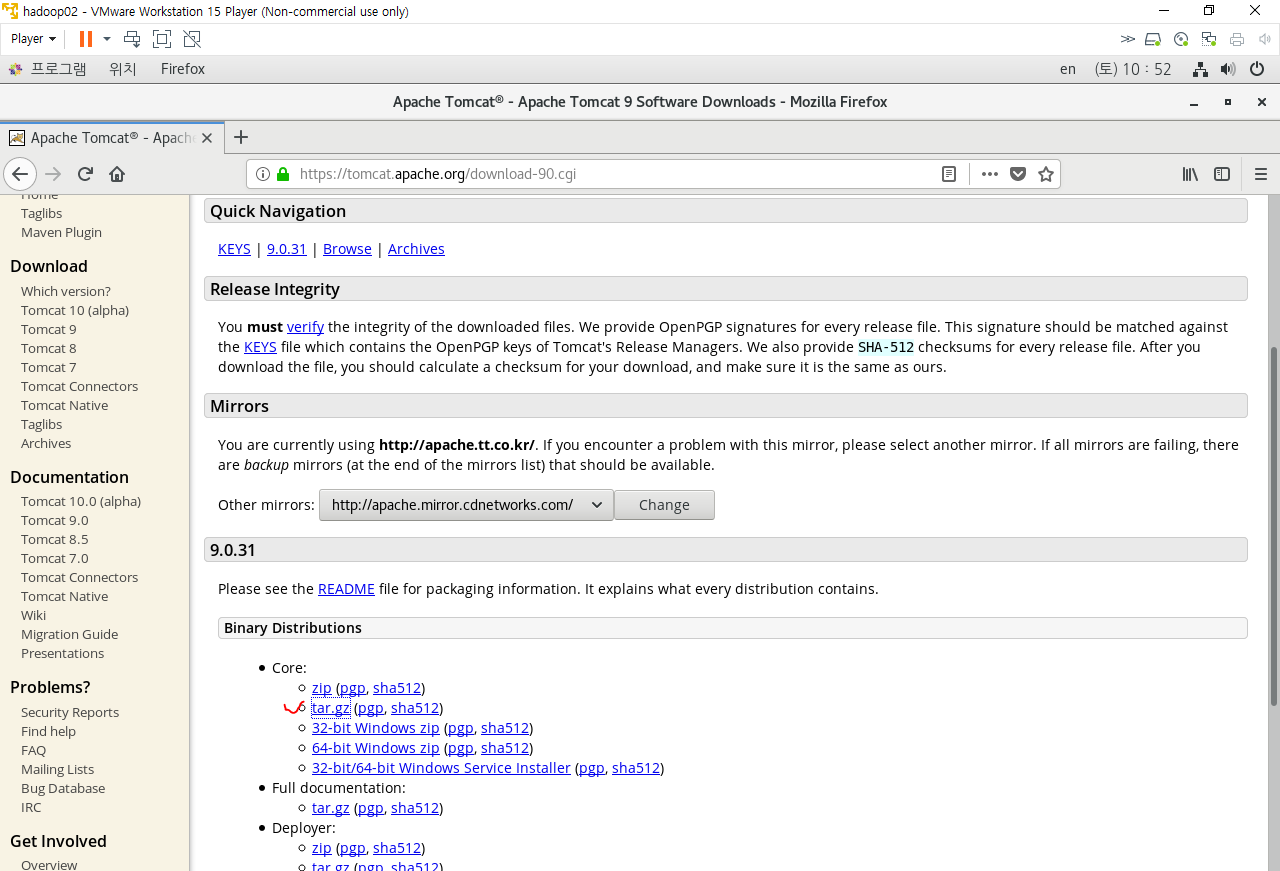 hadoop02 - VMware Workstation 15 Player (Non-commercial use only)
Player
프로그램 위치 Firefox en (토) 10 : 52
Apache Tomcat® - Apache Tomcat 9 Software Downloads - Mozilla Firefox
Apache Tomcat® - Apache
https://tomcat.apache.org/download-90.cgi
Home
Taglibs
Maven Plugin
Download
Which version?
Tomcat 10 (alpha)
Tomcat 9
Tomcat 8
Tomcat 7
Tomcat Connectors
Tomcat Native
Taglibs
Archives
Documentation
Tomcat 10.0 (alpha)
Tomcat 9.0
Tomcat 8.5
Tomcat 7.0
Tomcat Connectors
Tomcat Native
Wiki
Migration Guide
Presentations
Problems?
Security Reports
Find help
FAQ
Mailing Lists
Bug Database
IRC
Get Involved
Overview
Quick Navigation
KEYS | 9.0.31 | Browse | Archives
Release Integrity
You must verify the integrity of the downloaded files. We provide OpenPGP signatures for every release file. This signature should be matched against
the KEYS file which contains the OpenPGP keys of Tomcat's Release Managers. We also provide SHA-512 checksums for every release file. After you
download the file, you should calculate a checksum for your download, and make sure it is the same as ours.
Mirrors
You are currently using http://apache.tt.co.kr/. If you encounter a problem with this mirror, please select another mirror. If all mirrors are failing, there
are backup mirrors (at the end of the mirrors list) that should be available.
Other mirrors: http://apache.mirror.cdnetworks.com/ Change
9.0.31
Please see the README file for packaging information. It explains what every distribution contains.
Binary Distributions
Core:
zip (pgp, sha512)
tar.gz (pgp, sha512)
32-bit Windows zip (pgp, sha512)
64-bit Windows zip (pgp, sha512)
32-bit/64-bit Windows Service Installer (pgp, sha512)
Full documentation:
tar.gz (pgp, sha512)
Deployer:
zip (pgp, sha512)
tar.gz (pgp, sha512)